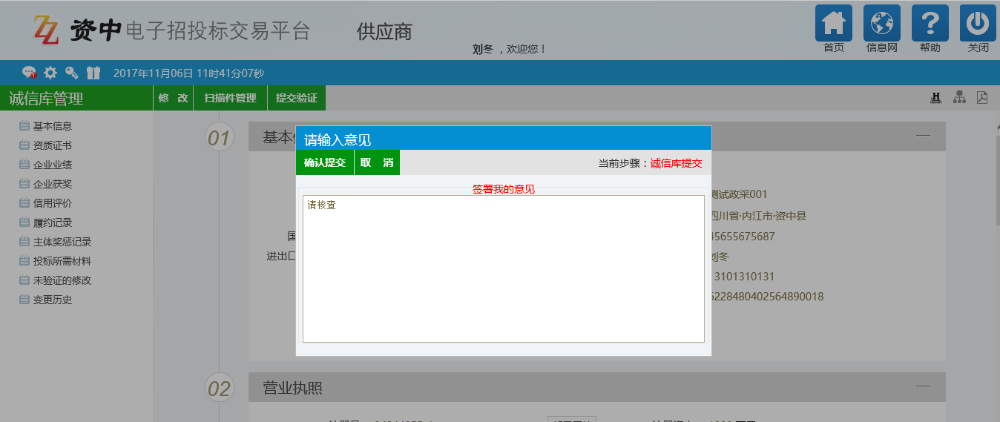 ZZ 资中 电子招投标交易平台
供应商
刘冬 ，欢迎您！
首页 信息网 帮助 关闭
2017年11月06日 11时41分07秒
诚信库管理
修 改 扫描件管理 提交验证
基本信息
资质证书
企业业绩
企业获奖
信用评价
履约记录
主体奖惩记录
投标所需材料
未验证的修改
变更历史
01 基本
请输入意见
确认提交 取 消
当前步骤：诚信库提交
签署我的意见
请核查
测试政采001
四川省·内江市·资中县
国
45655675687
进出口
刘冬
3101310131
6228480402564890018
02 营业执照